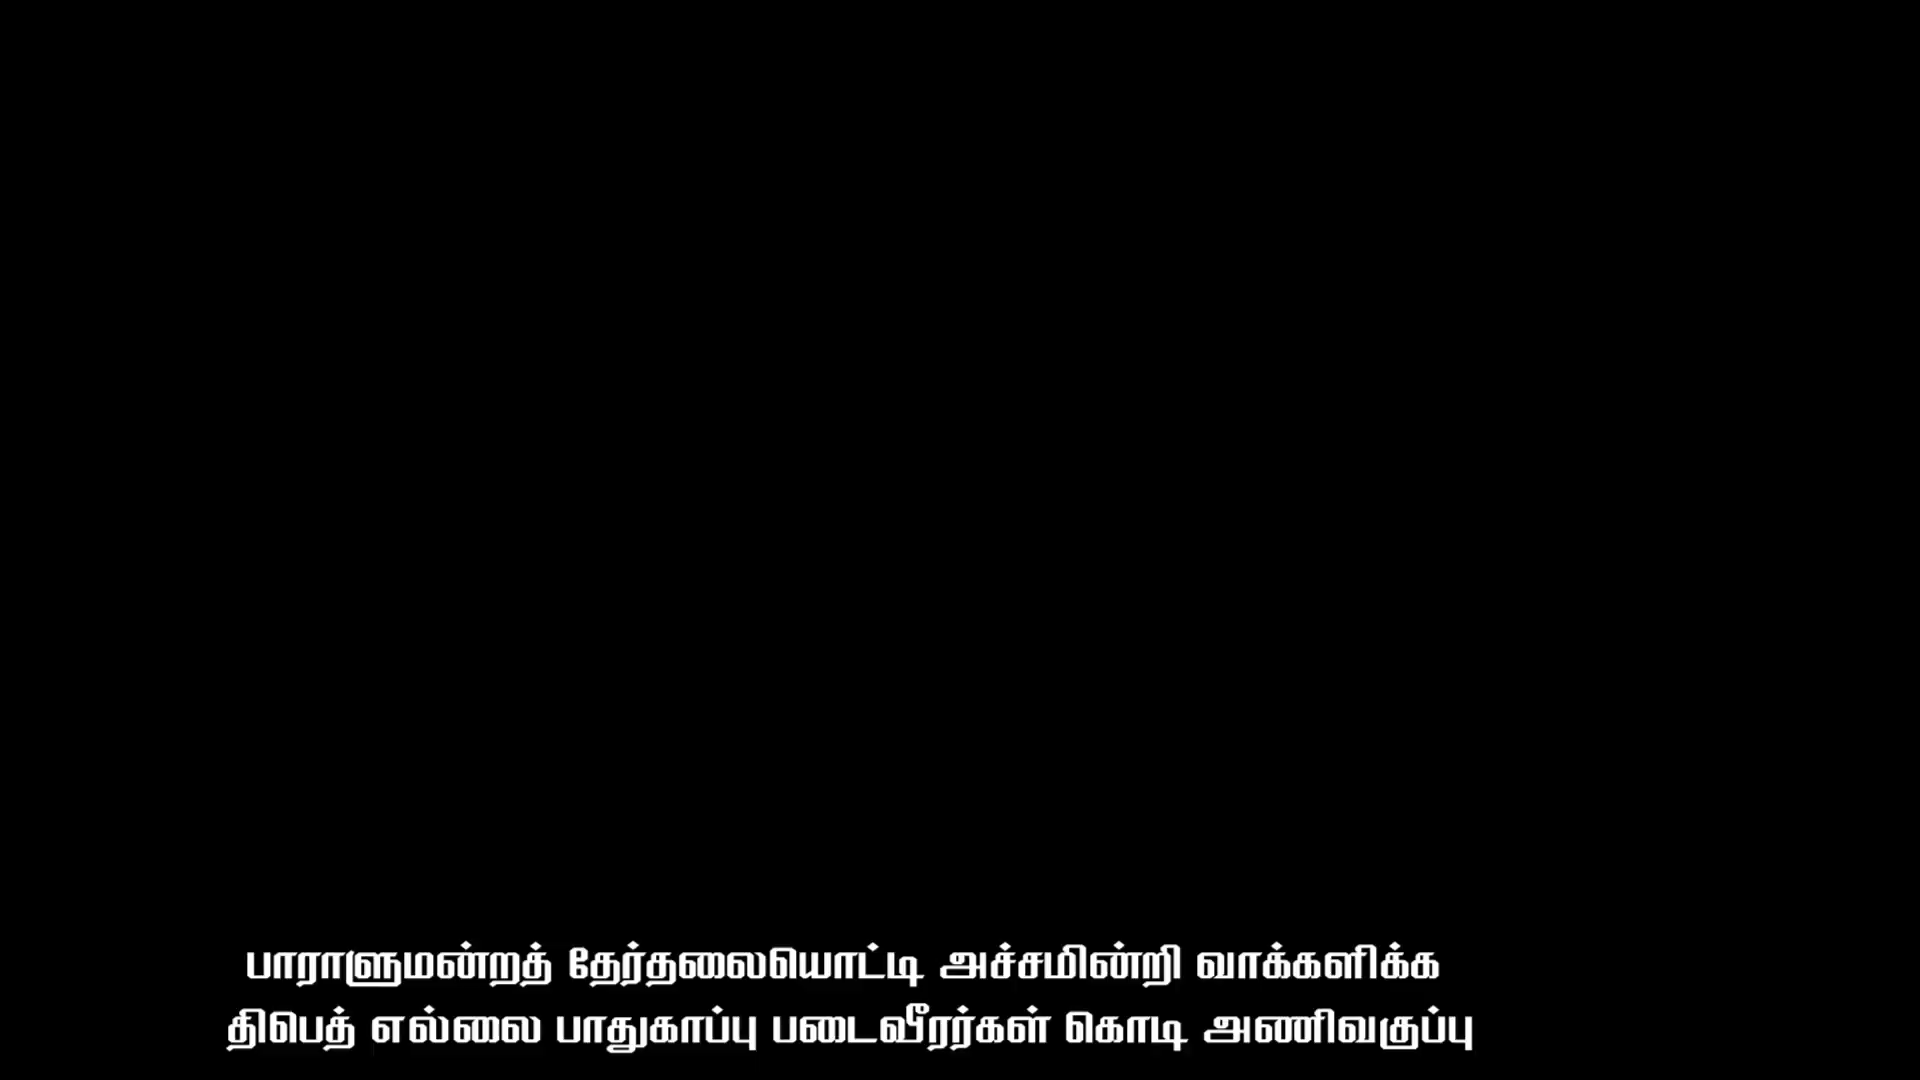 பாராளுமன்றத் தேர்தலையொட்டி அச்சமின்றி வாக்களிக்க
திபெத் எல்லை பாதுகாப்பு படைவீரர்கள் கொடி அணிவகுப்பு